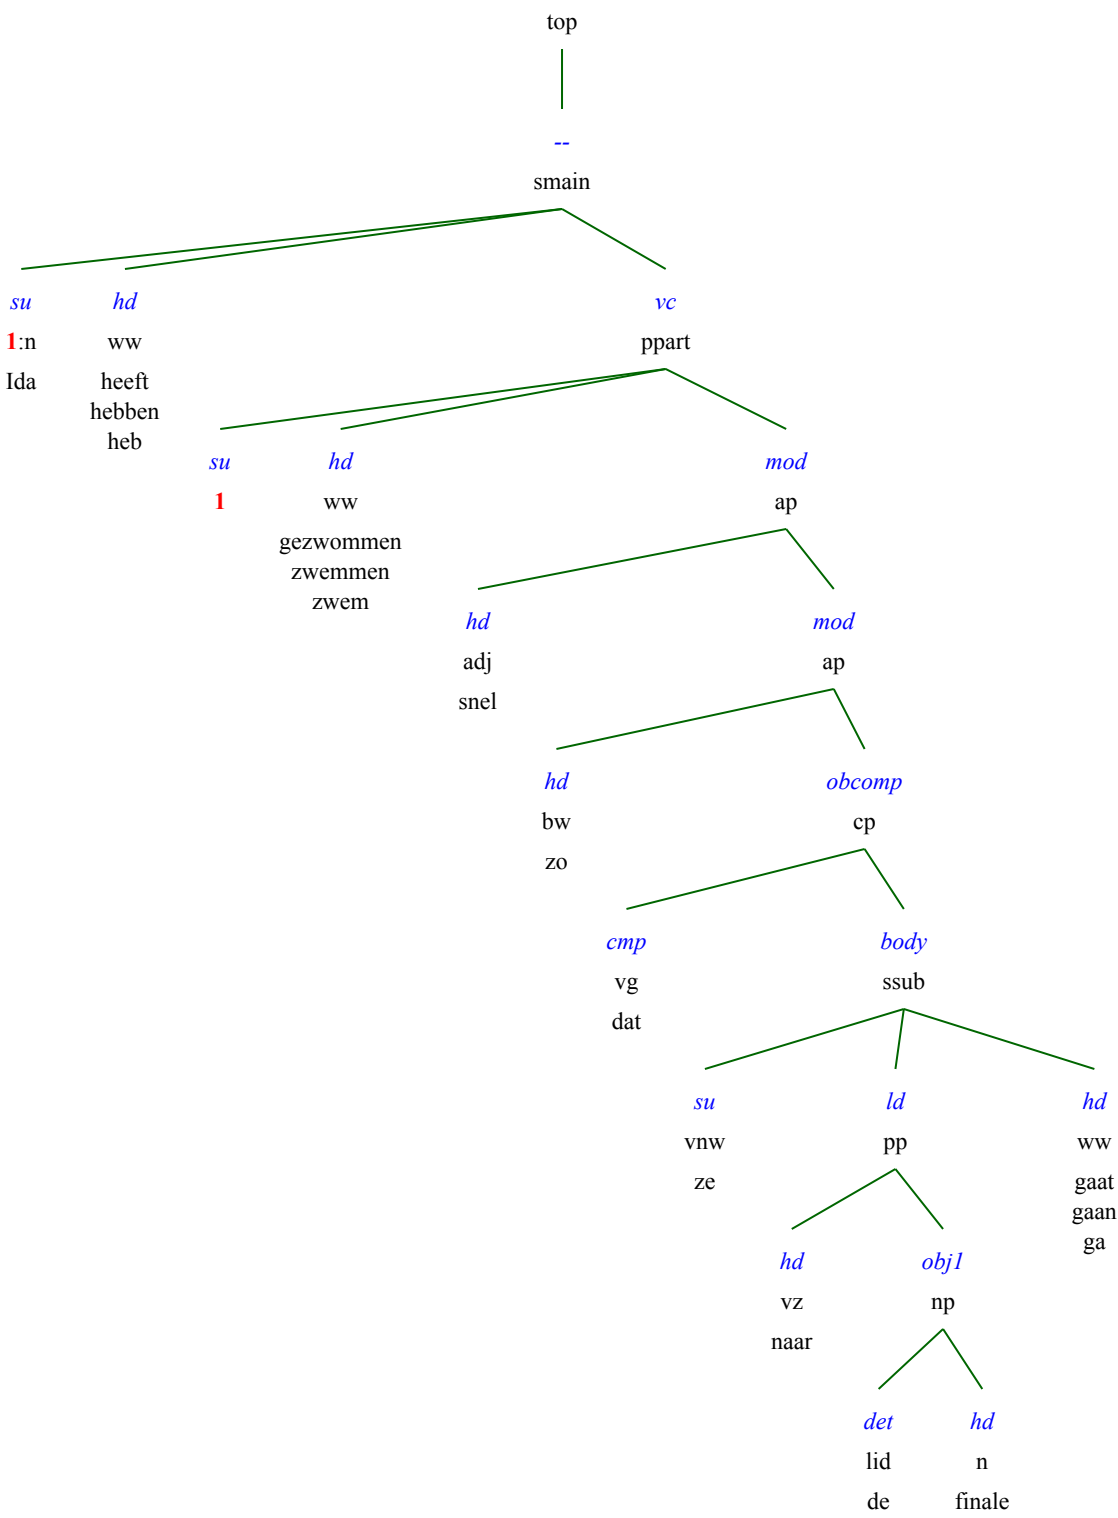 top
--
smain
su hd vc
1:n ww ppart
Ida heeft
hebben
heb
su hd mod
1 ww ap
gezwommen
zwemmen
zwem
hd mod
adj ap
snel
hd obcomp
bw cp
zo
cmp body
vg ssub
dat
su ld hd
vnw pp ww
ze gaat
gaan
ga
hd obj1
vz np
naar
det hd
lid n
de finale